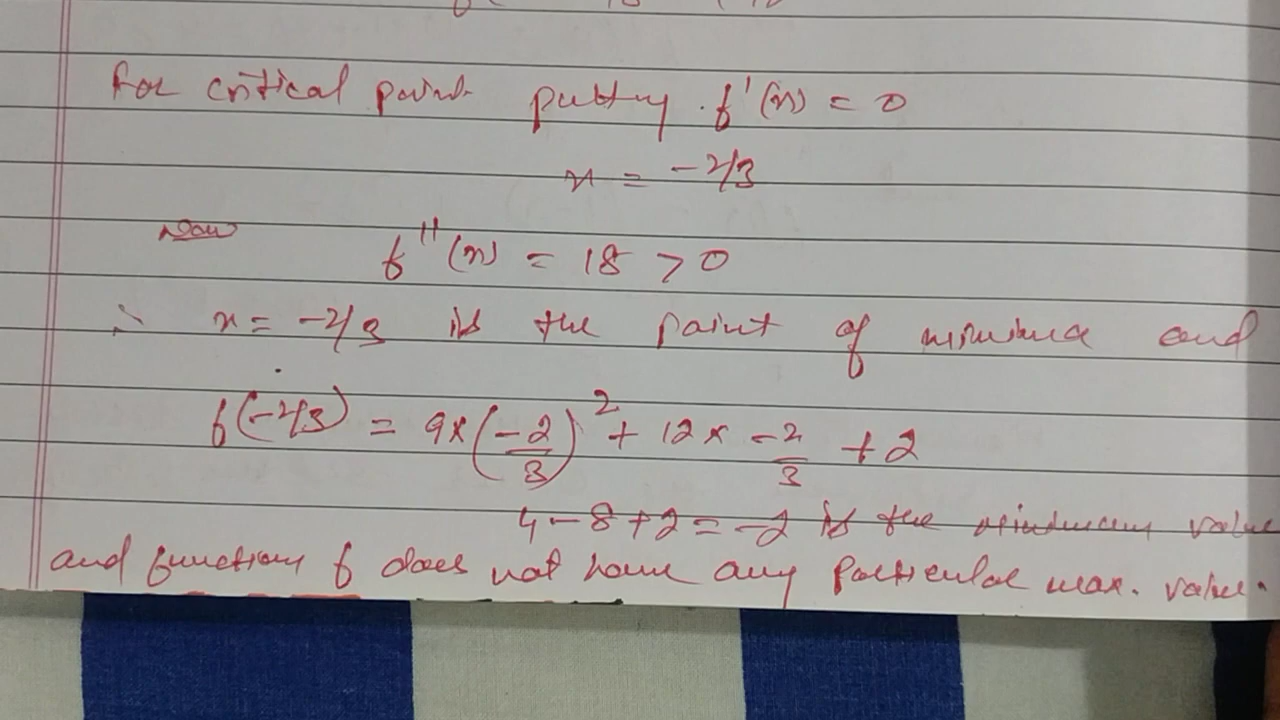 For critical point putting f'(x) = 0
x = -2/3
Now f''(x) = 18 > 0
∴ x = -2/3 is the point of minima and
f(-2/3) = 9×(-2/3)² + 12× -2/3 + 2
4-8+2 = -2 is the minimum value
and function f does not have any particular max. value.